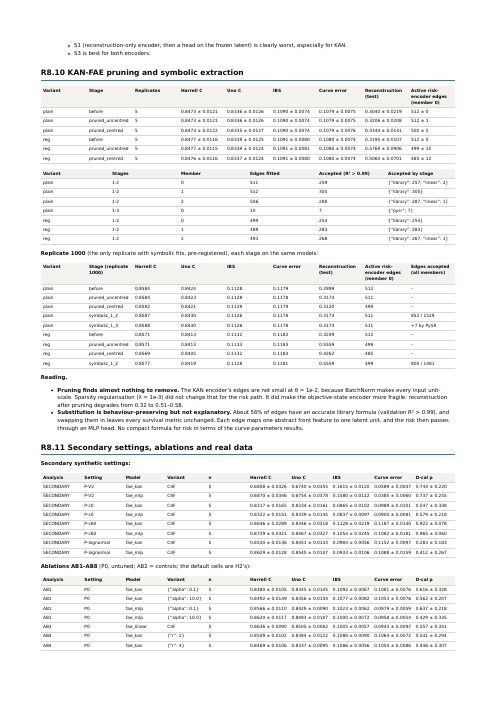 S1 (reconstruction-only encoder, then a head on the frozen latent) is clearly worst, especially for KAN.
S3 is best for both encoders.
R8.10 KAN-FAE pruning and symbolic extraction
Variant Stage Replicates Harrell C Uno C IBS Curve error Reconstruction (test) Active risk-encoder edges (member 0)
plain before 5 0.8473 ± 0.0121 0.8336 ± 0.0126 0.1090 ± 0.0074 0.1079 ± 0.0075 0.3040 ± 0.0219 512 ± 0
plain pruned_uncentred 5 0.8473 ± 0.0121 0.8336 ± 0.0126 0.1090 ± 0.0074 0.1079 ± 0.0075 0.3206 ± 0.0208 512 ± 1
plain pruned_centred 5 0.8473 ± 0.0122 0.8335 ± 0.0127 0.1090 ± 0.0074 0.1079 ± 0.0076 0.3344 ± 0.0141 500 ± 5
reg before 5 0.8477 ± 0.0116 0.8339 ± 0.0125 0.1091 ± 0.0080 0.1080 ± 0.0074 0.3195 ± 0.0107 512 ± 0
reg pruned_uncentred 5 0.8477 ± 0.0115 0.8339 ± 0.0124 0.1091 ± 0.0081 0.1080 ± 0.0074 0.5769 ± 0.0906 499 ± 10
reg pruned_centred 5 0.8476 ± 0.0116 0.8337 ± 0.0124 0.1091 ± 0.0080 0.1080 ± 0.0074 0.5060 ± 0.0701 485 ± 12
Variant Stages Member Edges fitted Accepted (R² > 0.99) Accepted by stage
plain 1-2 0 511 259 {"library": 257, "linear": 2}
plain 1-2 1 512 305 {"library": 305}
plain 1-2 2 506 288 {"library": 287, "linear": 1}
plain 1-3 0 10 7 {"pysr": 7}
reg 1-2 0 499 254 {"library": 254}
reg 1-2 1 489 283 {"library": 283}
reg 1-2 2 493 268 {"library": 267, "linear": 1}
Replicate 1000 (the only replicate with symbolic fits, pre-registered), each stage on the same models:
Variant Stage (replicate 1000) Harrell C Uno C IBS Curve error Reconstruction (test) Active risk-encoder edges (member 0) Edges accepted (all members)
plain before 0.8584 0.8424 0.1128 0.1179 0.2899 512 –
plain pruned_uncentred 0.8584 0.8423 0.1128 0.1179 0.3174 511 –
plain pruned_centred 0.8582 0.8421 0.1129 0.1179 0.3120 499 –
plain symbolic_1_2 0.8587 0.8430 0.1126 0.1176 0.3174 511 852 / 1529
plain symbolic_1_3 0.8588 0.8430 0.1126 0.1178 0.3174 511 +7 by PySR
reg before 0.8571 0.8413 0.1132 0.1183 0.3249 512 –
reg pruned_uncentred 0.8571 0.8413 0.1133 0.1183 0.5559 499 –
reg pruned_centred 0.8569 0.8405 0.1132 0.1183 0.4262 485 –
reg symbolic_1_2 0.8577 0.8419 0.1128 0.1181 0.5559 499 805 / 1481
Reading.
Pruning finds almost nothing to remove. The KAN encoder's edges are not small at θ = 1e-2, because BatchNorm makes every input unit-
scale. Sparsity regularisation (λ = 1e-3) did not change that for the risk path. It did make the objective-state encoder more fragile: reconstruction
after pruning degrades from 0.32 to 0.51-0.58.
Substitution is behaviour-preserving but not explanatory. About 56% of edges have an accurate library formula (validation R² > 0.99), and
swapping them in leaves every survival metric unchanged. Each edge maps one abstract front feature to one latent unit, and the risk then passes
through an MLP head. No compact formula for risk in terms of the curve parameters results.
R8.11 Secondary settings, ablations and real data
Secondary synthetic settings:
Analysis Setting Model Variant n Harrell C Uno C IBS Curve error D-cal p
SECONDARY P-V2 fae_kan C4F 5 0.6858 ± 0.0326 0.6740 ± 0.0355 0.1615 ± 0.0120 0.0589 ± 0.0047 0.744 ± 0.220
SECONDARY P-V2 fae_mlp C4F 5 0.6870 ± 0.0346 0.6754 ± 0.0378 0.1580 ± 0.0122 0.0385 ± 0.0060 0.737 ± 0.255
SECONDARY P-c0 fae_kan C4F 5 0.8217 ± 0.0165 0.8234 ± 0.0161 0.0865 ± 0.0102 0.0989 ± 0.0101 0.547 ± 0.338
SECONDARY P-c0 fae_mlp C4F 5 0.8322 ± 0.0151 0.8339 ± 0.0145 0.0837 ± 0.0097 0.0900 ± 0.0081 0.579 ± 0.218
SECONDARY P-c60 fae_kan C4F 5 0.8646 ± 0.0289 0.8346 ± 0.0318 0.1128 ± 0.0219 0.1187 ± 0.0140 0.922 ± 0.078
SECONDARY P-c60 fae_mlp C4F 5 0.8729 ± 0.0321 0.8467 ± 0.0327 0.1054 ± 0.0245 0.1082 ± 0.0181 0.965 ± 0.060
SECONDARY P-lognormal fae_kan C4F 5 0.8530 ± 0.0136 0.8451 ± 0.0143 0.0984 ± 0.0056 0.1152 ± 0.0097 0.283 ± 0.183
SECONDARY P-lognormal fae_mlp C4F 5 0.8629 ± 0.0128 0.8545 ± 0.0147 0.0933 ± 0.0106 0.1088 ± 0.0159 0.412 ± 0.267
Ablations AB1-AB8 (P0, untuned; AB2 = controls; the default cells are H2's):
Analysis Setting Model Variant n Harrell C Uno C IBS Curve error D-cal p
AB1 P0 fae_kan {"alpha": 0.1} 5 0.8480 ± 0.0105 0.8345 ± 0.0105 0.1092 ± 0.0067 0.1081 ± 0.0076 0.616 ± 0.328
AB1 P0 fae_kan {"alpha": 10.0} 5 0.8492 ± 0.0149 0.8356 ± 0.0154 0.1077 ± 0.0082 0.1053 ± 0.0076 0.562 ± 0.207
AB1 P0 fae_mlp {"alpha": 0.1} 5 0.8566 ± 0.0110 0.8429 ± 0.0129 0.1023 ± 0.0062 0.0979 ± 0.0059 0.637 ± 0.218
AB1 P0 fae_mlp {"alpha": 10.0} 5 0.8620 ± 0.0117 0.8483 ± 0.0107 0.1000 ± 0.0072 0.0958 ± 0.0054 0.429 ± 0.335
AB3 P0 fae_linear C4F 5 0.8636 ± 0.0090 0.8505 ± 0.0062 0.1005 ± 0.0057 0.0943 ± 0.0097 0.557 ± 0.351
AB4 P0 fae_kan {"r": 2} 5 0.8509 ± 0.0102 0.8384 ± 0.0122 0.1080 ± 0.0090 0.1064 ± 0.0072 0.541 ± 0.294
AB4 P0 fae_kan {"r": 4} 5 0.8469 ± 0.0106 0.8337 ± 0.0095 0.1086 ± 0.0056 0.1054 ± 0.0086 0.446 ± 0.307